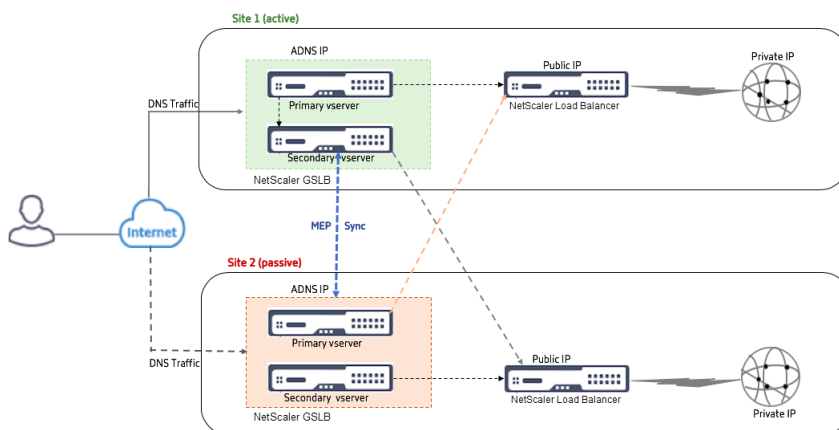 Site 1 (active)
ADNS IP
Public IP
Private IP
Primary vserver
NetScaler Load Balancer
DNS Traffic
Secondary vserver
NetScaler GSLB
Internet
MEP Sync
Site 2 (passive)
ADNS IP
Primary vserver
DNS Traffic
Public IP
Secondary vserver
NetScaler Load Balancer
Private IP
NetScaler GSLB